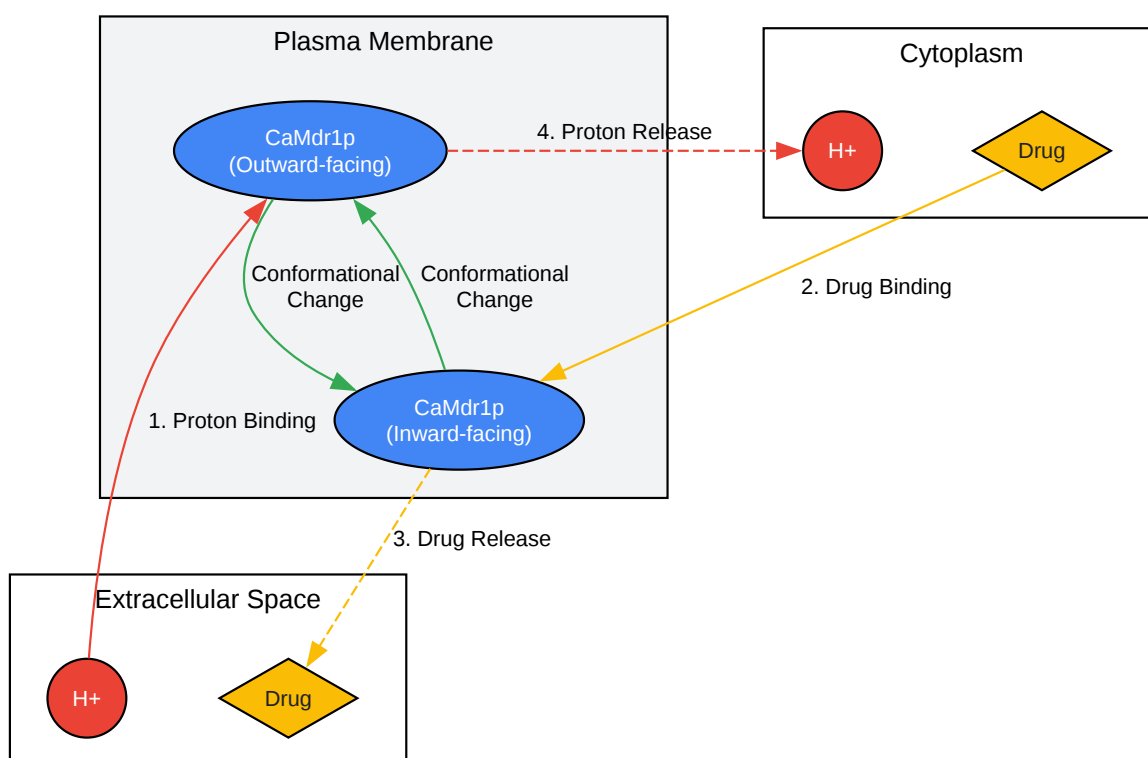 Plasma Membrane
Cytoplasm
CaMdr1p
(Outward-facing)
4. Proton Release
H+
Drug
Conformational
Change
Conformational
Change
2. Drug Binding
CaMdr1p
(Inward-facing)
1. Proton Binding
3. Drug Release
Extracellular Space
H+
Drug